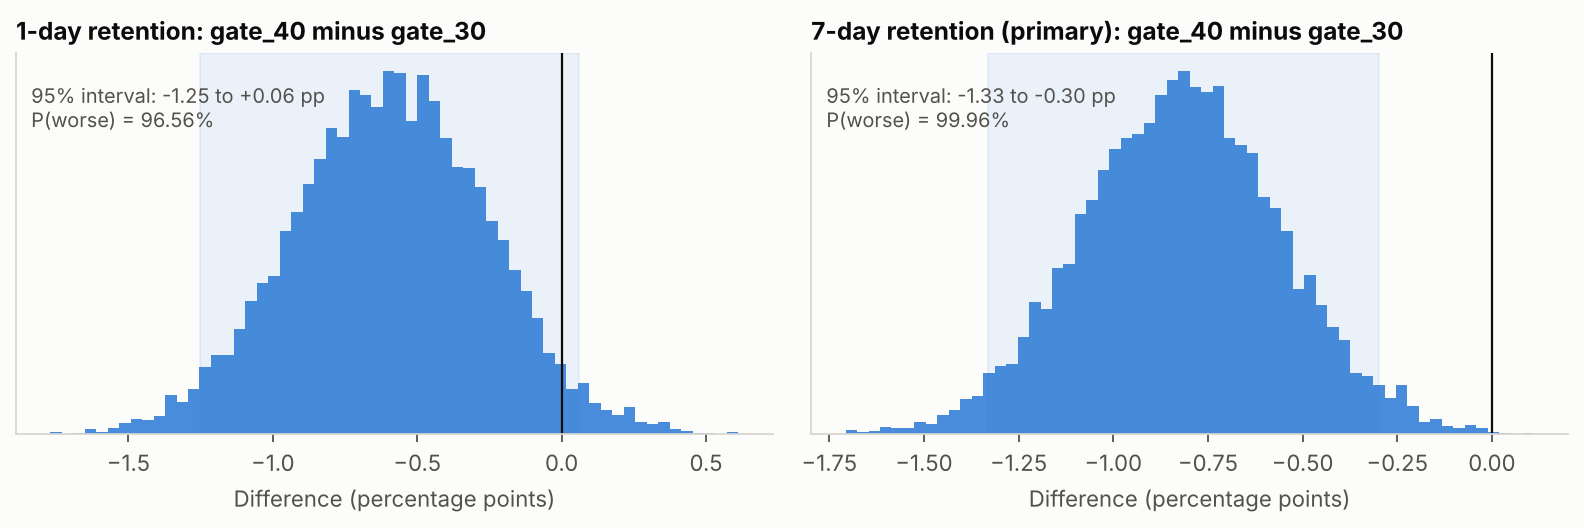 1-day retention: gate_40 minus gate_30
95% interval: -1.25 to +0.06 pp
P(worse) = 96.56%
−1.5 −1.0 −0.5 0.0 0.5
Difference (percentage points)
7-day retention (primary): gate_40 minus gate_30
95% interval: -1.33 to -0.30 pp
P(worse) = 99.96%
−1.75 −1.50 −1.25 −1.00 −0.75 −0.50 −0.25 0.00
Difference (percentage points)